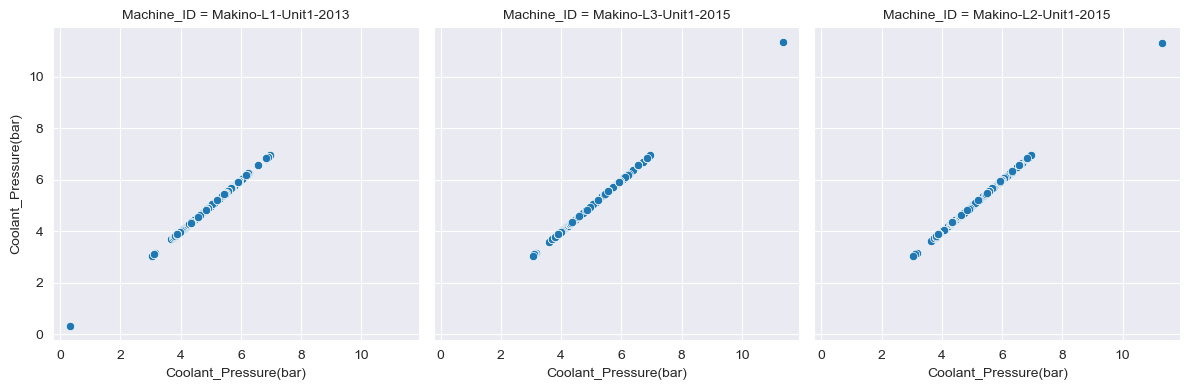 Machine_ID = Makino-L1-Unit1-2013
Machine_ID = Makino-L3-Unit1-2015
Machine_ID = Makino-L2-Unit1-2015
Coolant_Pressure(bar)
10
8
6
4
2
0
0 2 4 6 8 10
0 2 4 6 8 10
0 2 4 6 8 10
Coolant_Pressure(bar)
Coolant_Pressure(bar)
Coolant_Pressure(bar)